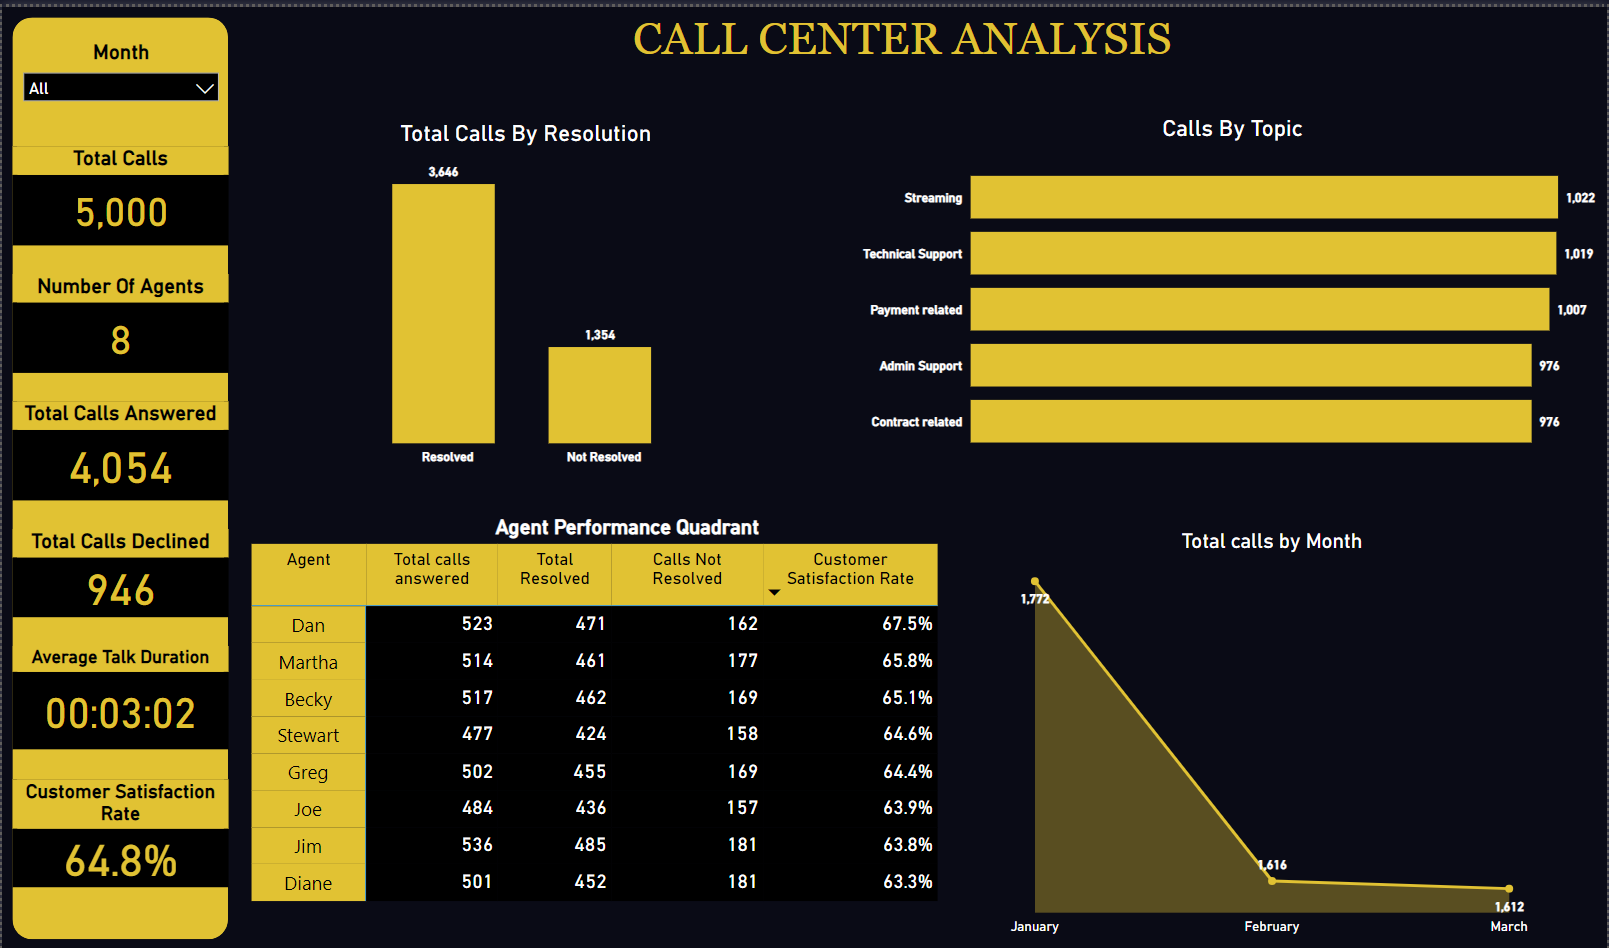 CALL CENTER ANALYSIS
Month
All
Total Calls
5,000
Number Of Agents
8
Total Calls Answered
4,054
Total Calls Declined
946
Average Talk Duration
00:03:02
Customer Satisfaction
Rate
64.8%
Total Calls By Resolution
3,646
1,354
Resolved Not Resolved
Calls By Topic
Streaming 1,022
Technical Support 1,019
Payment related 1,007
Admin Support 976
Contract related 976
Agent Performance Quadrant
Agent Total calls answered Total Resolved Calls Not Resolved Customer Satisfaction Rate
Dan 523 471 162 67.5%
Martha 514 461 177 65.8%
Becky 517 462 169 65.1%
Stewart 477 424 158 64.6%
Greg 502 455 169 64.4%
Joe 484 436 157 63.9%
Jim 536 485 181 63.8%
Diane 501 452 181 63.3%
Total calls by Month
1,772
1,616
1,612
January February March